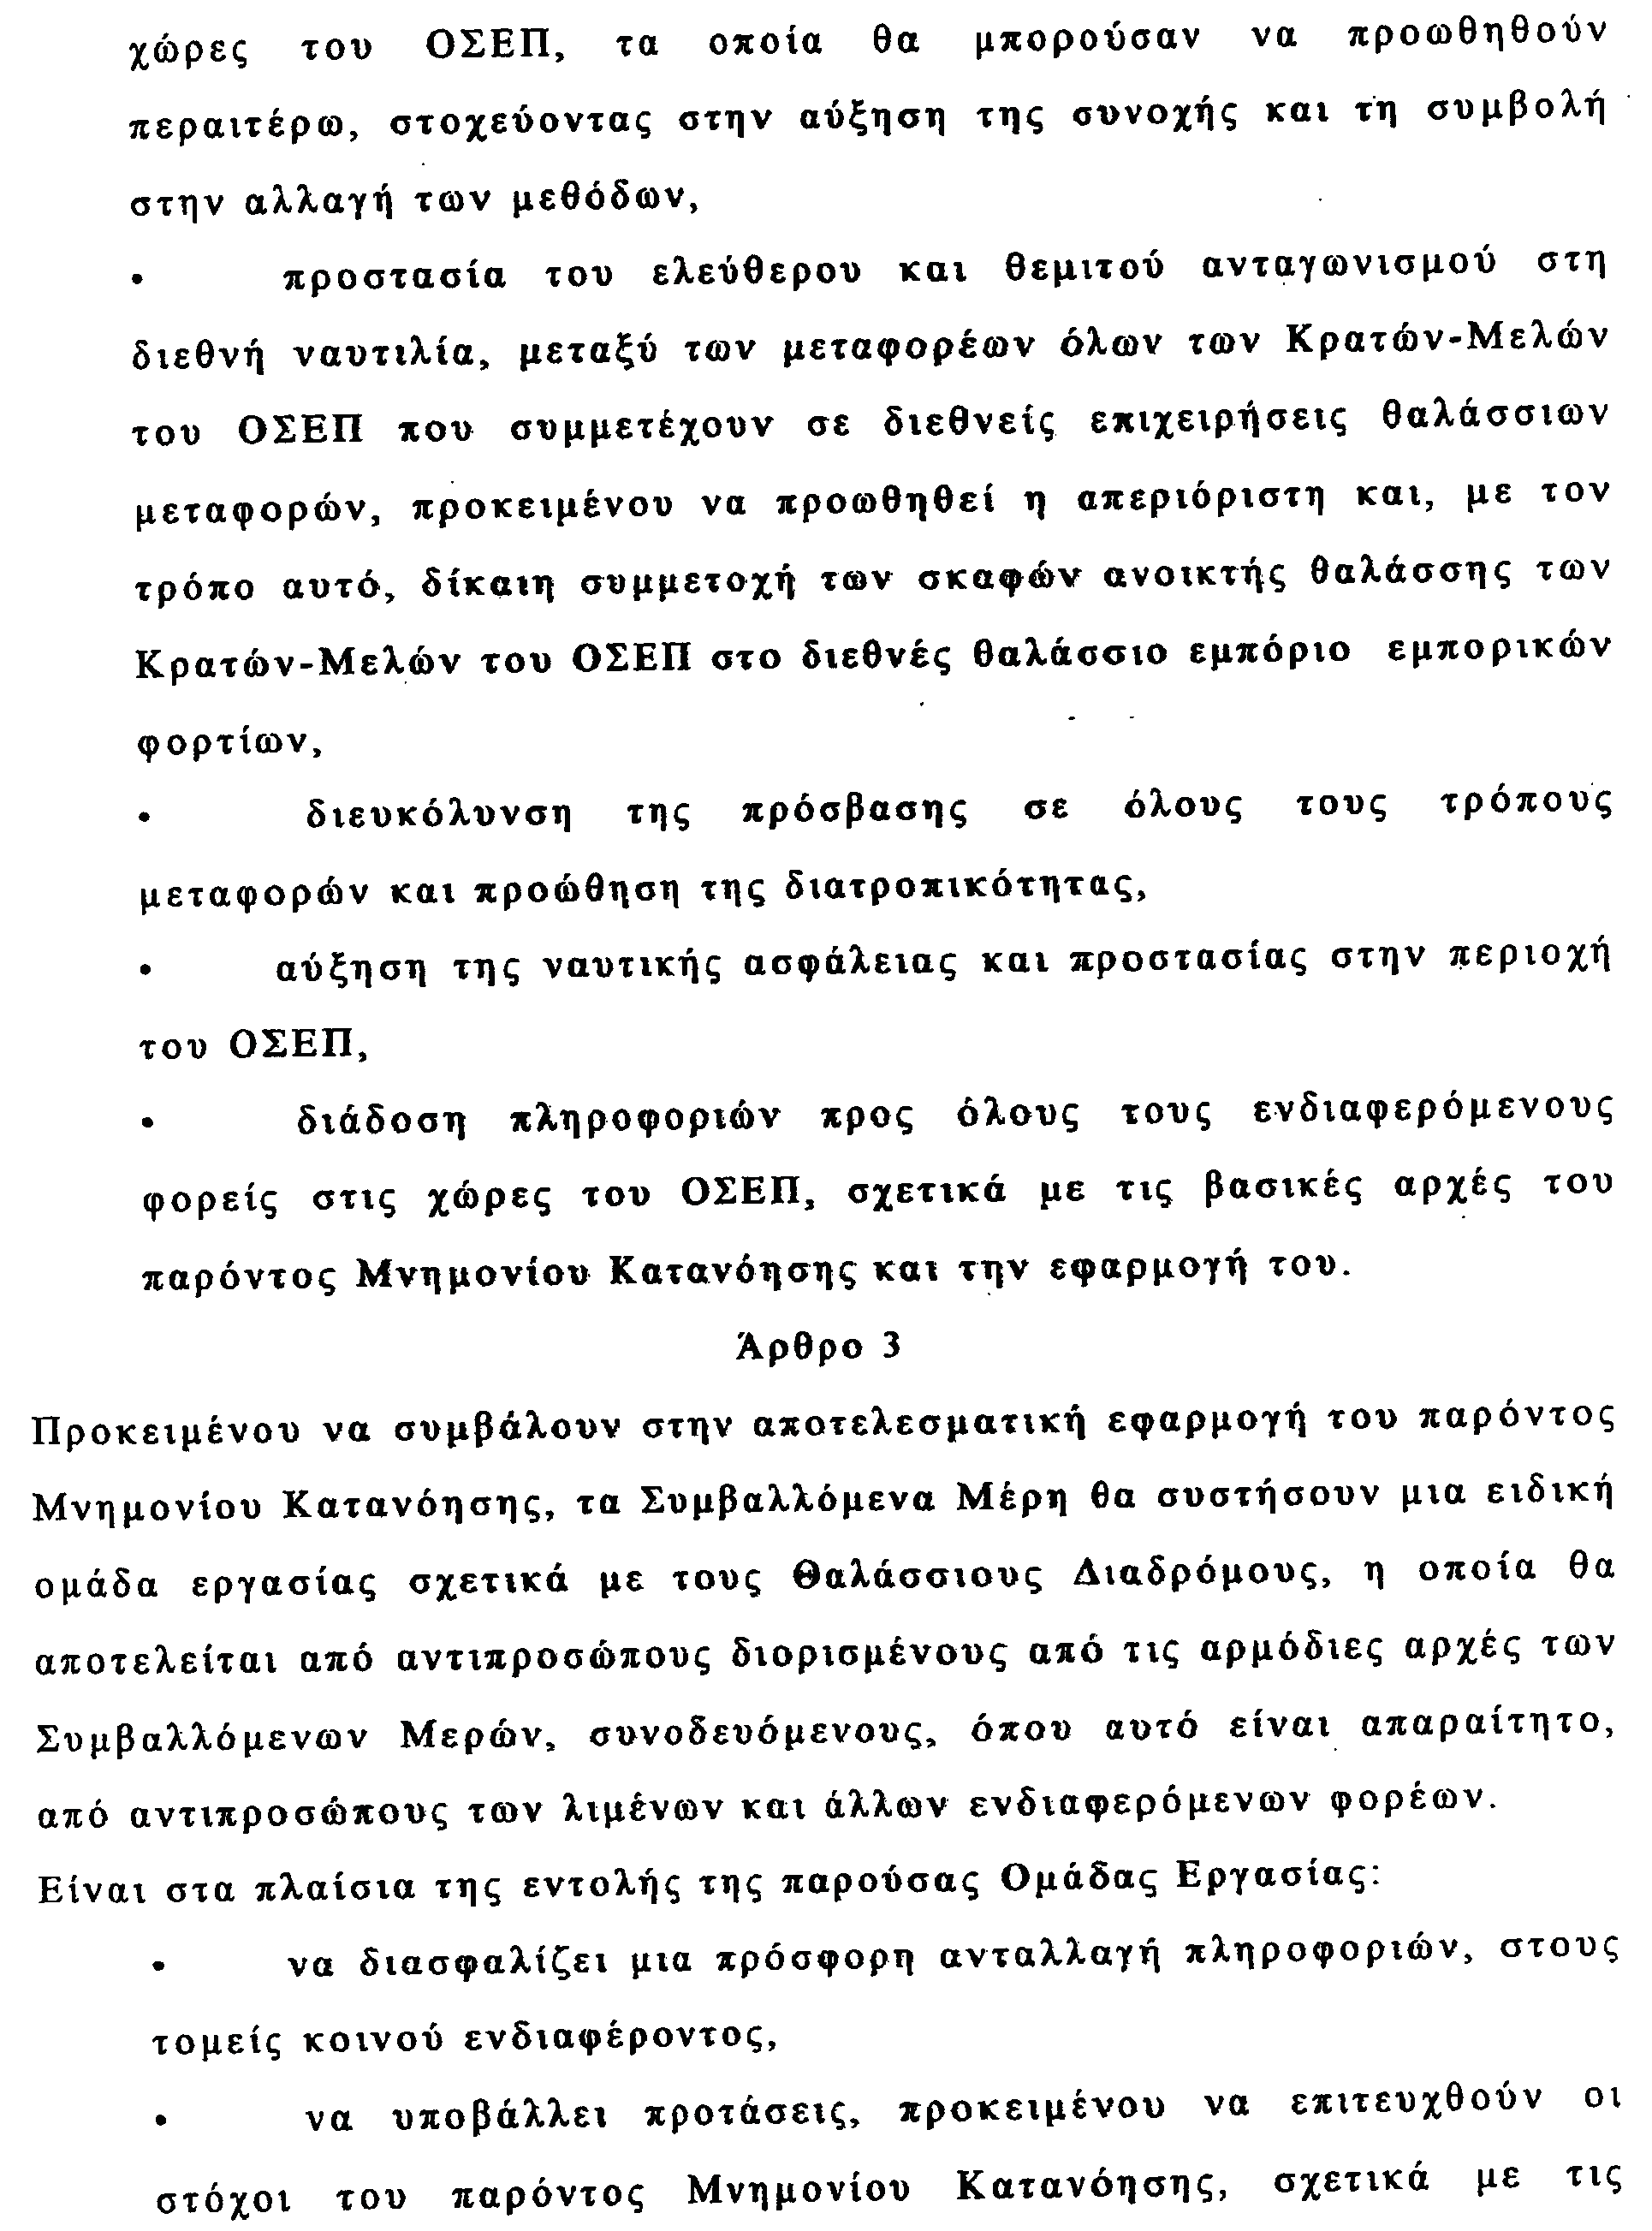 χώρες του ΟΣΕΠ, τα οποία θα μπορούσαν να προωθηθούν
περαιτέρω, στοχεύοντας στην αύξηση της συνοχής και τη συμβολή
στην αλλαγή των μεθόδων,
• προστασία του ελεύθερου και θεμιτού ανταγωνισμού στη
διεθνή ναυτιλία, μεταξύ των μεταφορέων όλων των Κρατών-Μελών
του ΟΣΕΠ που συμμετέχουν σε διεθνείς επιχειρήσεις θαλάσσιων
μεταφορών, προκειμένου να προωθηθεί η απεριόριστη και, με τον
τρόπο αυτό, δίκαιη συμμετοχή των σκαφών ανοικτής θαλάσσης των
Κρατών-Μελών του ΟΣΕΠ στο διεθνές θαλάσσιο εμπόριο εμπορικών
φορτίων,
• διευκόλυνση της πρόσβασης σε όλους τους τρόπους
μεταφορών και προώθηση της διατροπικότητας,
• αύξηση της ναυτικής ασφάλειας και προστασίας στην περιοχή
του ΟΣΕΠ,
• διάδοση πληροφοριών προς όλους τους ενδιαφερόμενους
φορείς στις χώρες του ΟΣΕΠ, σχετικά με τις βασικές αρχές του
παρόντος Μνημονίου Κατανόησης και την εφαρμογή του.
Άρθρο 3
Προκειμένου να συμβάλουν στην αποτελεσματική εφαρμογή του παρόντος
Μνημονίου Κατανόησης, τα Συμβαλλόμενα Μέρη θα συστήσουν μια ειδική
ομάδα εργασίας σχετικά με τους Θαλάσσιους Διαδρόμους, η οποία θα
αποτελείται από αντιπροσώπους διορισμένους από τις αρμόδιες αρχές των
Συμβαλλόμενων Μερών, συνοδευόμενους, όπου αυτό είναι απαραίτητο,
από αντιπροσώπους των λιμένων και άλλων ενδιαφερόμενων φορέων.
Είναι στα πλαίσια της εντολής της παρούσας Ομάδας Εργασίας:
• να διασφαλίζει μια πρόσφορη ανταλλαγή πληροφοριών, στους
τομείς κοινού ενδιαφέροντος,
• να υποβάλλει προτάσεις, προκειμένου να επιτευχθούν οι
στόχοι του παρόντος Μνημονίου Κατανόησης, σχετικά με τις